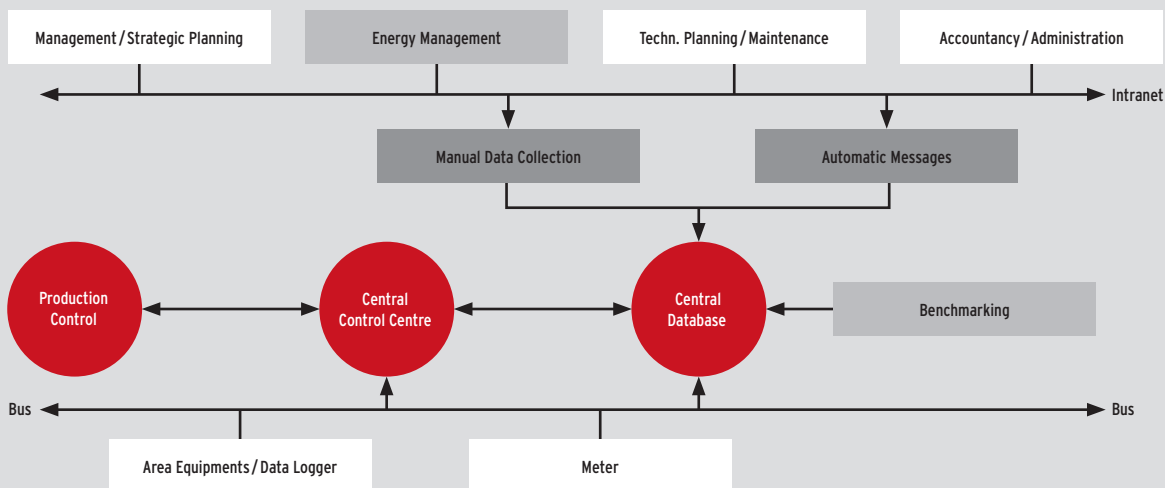 Management / Strategic Planning
Energy Management
Techn. Planning / Maintenance
Accountancy / Administration
Intranet
Manual Data Collection
Automatic Messages
Production
Control
Central
Control Centre
Central
Database
Benchmarking
Bus
Bus
Area Equipments / Data Logger
Meter